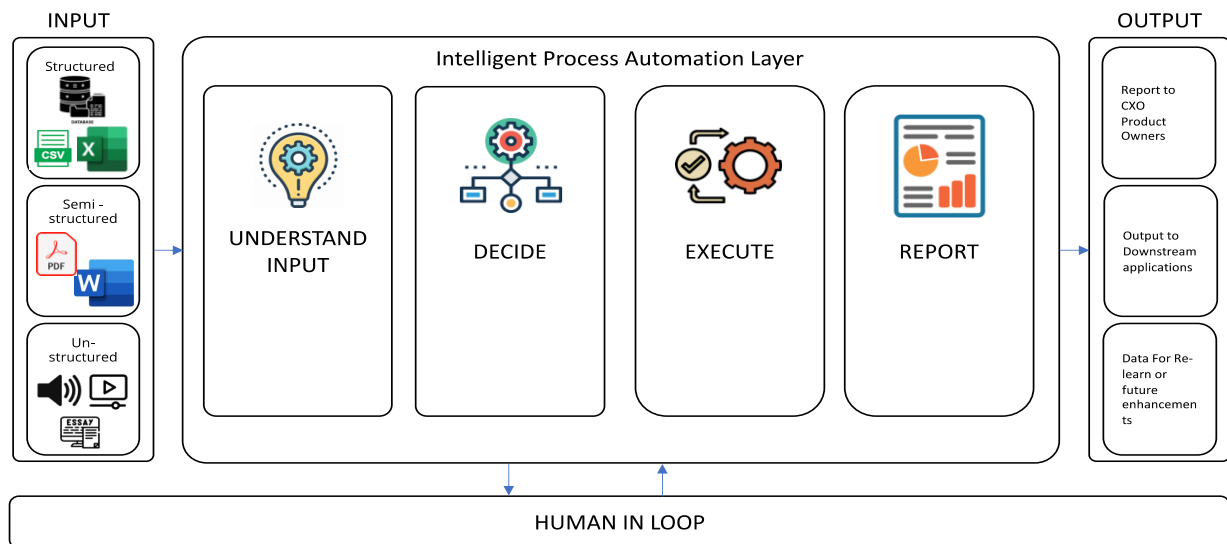 INPUT
Structured
DATABASE
CSV
X
Semi -
structured
PDF
W
Un-
structured
ESSAY
Intelligent Process Automation Layer
UNDERSTAND
INPUT
DECIDE
EXECUTE
REPORT
OUTPUT
Report to
CXO
Product
Owners
Output to
Downstream
applications
Data For Re-
learn or
future
enhancemen
ts
HUMAN IN LOOP